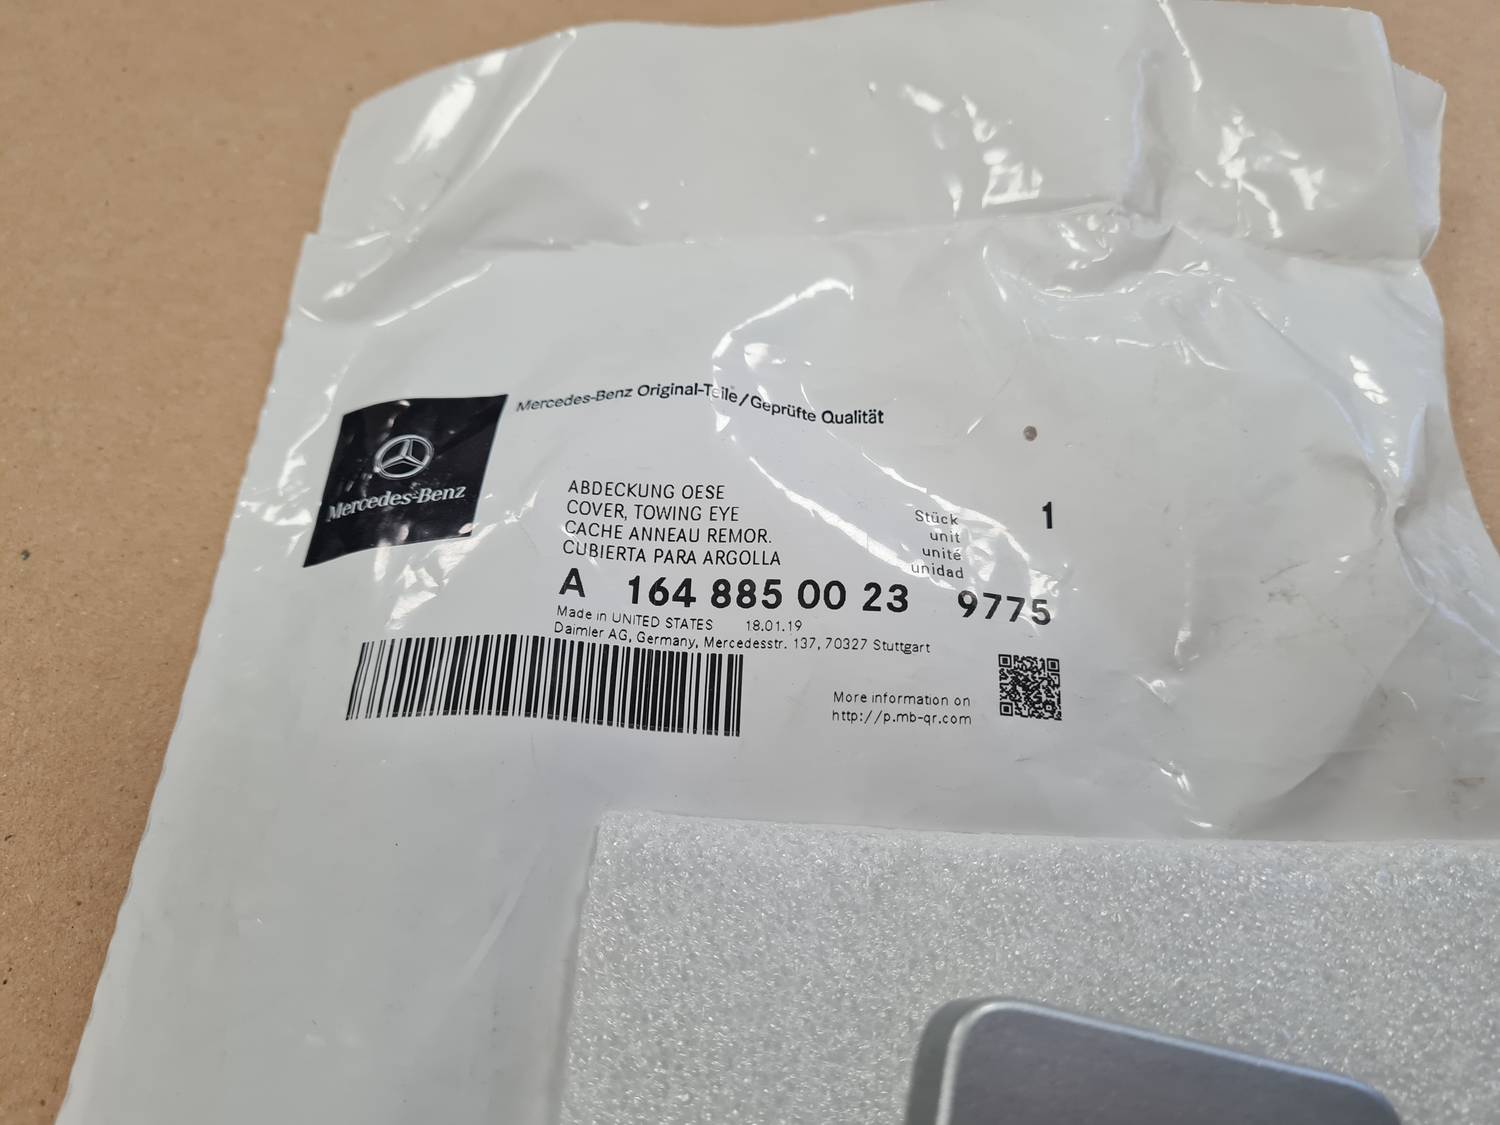 Mercedes-Benz Original-Teile/Geprüfte Qualität
Mercedes-Benz
ABDECKUNG OESE
COVER, TOWING EYE
CACHE ANNEAU REMOR.
CUBIERTA PARA ARGOLLA
Stück 1
unit
unité
unidad
A 164 885 00 23 9775
Made in UNITED STATES 18.01.19
Daimler AG, Germany, Mercedesstr. 137, 70327 Stuttgart
More information on
http://p.mb-qr.com